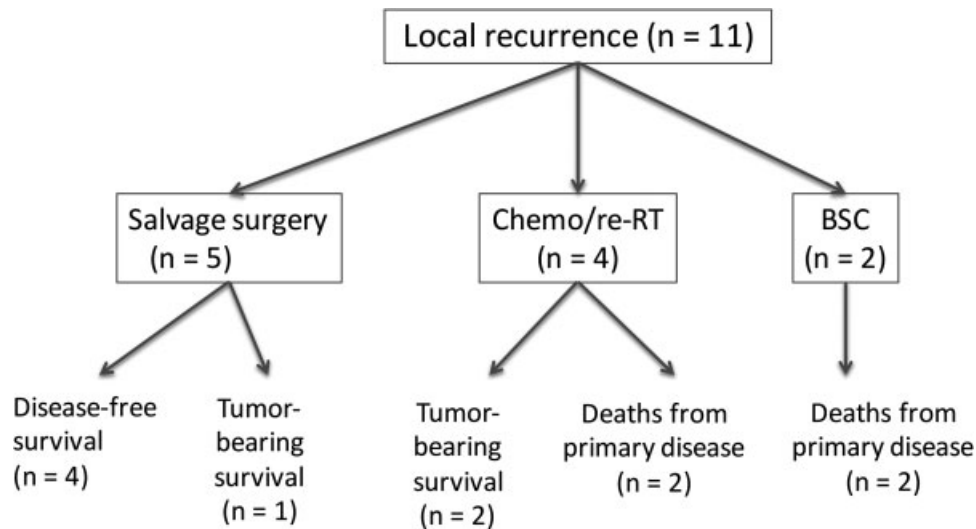 Local recurrence (n = 11)
Salvage surgery
(n = 5)
Chemo/re-RT
(n = 4)
BSC
(n = 2)
Disease-free
survival
(n = 4)
Tumor-
bearing
survival
(n = 1)
Tumor-
bearing
survival
(n = 2)
Deaths from
primary disease
(n = 2)
Deaths from
primary disease
(n = 2)